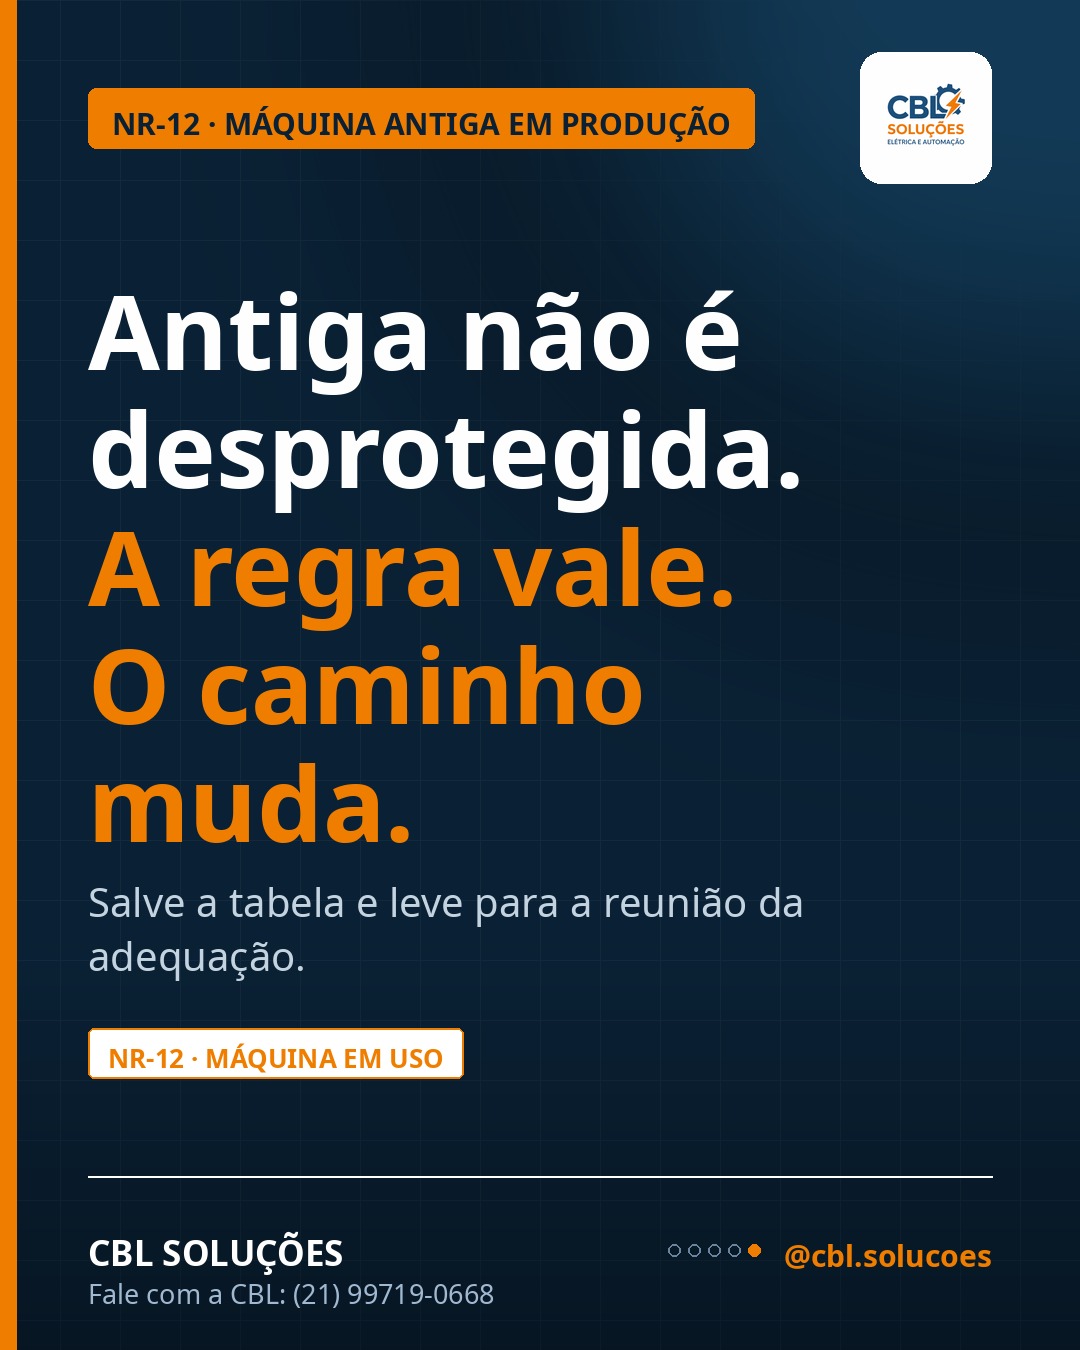 NR-12 · MÁQUINA ANTIGA EM PRODUÇÃO
CBL
SOLUÇÕES
ELÉTRICA E AUTOMAÇÃO
Antiga não é
desprotegida.
A regra vale.
O caminho
muda.
Salve a tabela e leve para a reunião da
adequação.
NR-12 · MÁQUINA EM USO
CBL SOLUÇÕES
@cbl.solucoes
Fale com a CBL: (21) 99719-0668